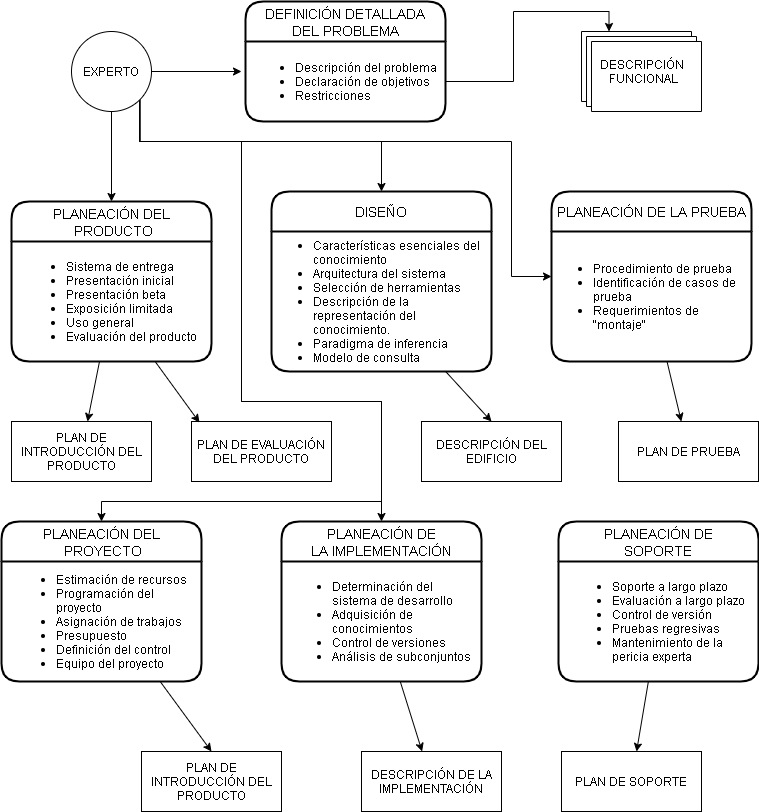 DEFINICIÓN DETALLADA
DEL PROBLEMA
EXPERTO
• Descripción del problema
• Declaración de objetivos
• Restricciones
DESCRIPCIÓN
FUNCIONAL
PLANEACIÓN DEL
PRODUCTO
• Sistema de entrega
• Presentación inicial
• Presentación beta
• Exposición limitada
• Uso general
• Evaluación del producto
DISEÑO
• Características esenciales del
conocimiento
• Arquitectura del sistema
• Selección de herramientas
• Descripción de la
representación del
conocimiento.
• Paradigma de inferencia
• Modelo de consulta
PLANEACIÓN DE LA PRUEBA
• Procedimiento de prueba
• Identificación de casos de
prueba
• Requerimientos de
"montaje"
PLAN DE
INTRODUCCIÓN DEL
PRODUCTO
PLAN DE EVALUACIÓN
DEL PRODUCTO
DESCRIPCIÓN DEL
EDIFICIO
PLAN DE PRUEBA
PLANEACIÓN DEL
PROYECTO
• Estimación de recursos
• Programación del
proyecto
• Asignación de trabajos
• Presupuesto
• Definición del control
• Equipo del proyecto
PLANEACIÓN DE
LA IMPLEMENTACIÓN
• Determinación del
sistema de desarrollo
• Adquisición de
conocimientos
• Control de versiones
• Análisis de subconjuntos
PLANEACIÓN DE
SOPORTE
• Soporte a largo plazo
• Evaluación a largo plazo
• Control de versión
• Pruebas regresivas
• Mantenimiento de la
pericia experta
PLAN DE
INTRODUCCIÓN DEL
PRODUCTO
DESCRIPCIÓN DE LA
IMPLEMENTACIÓN
PLAN DE SOPORTE